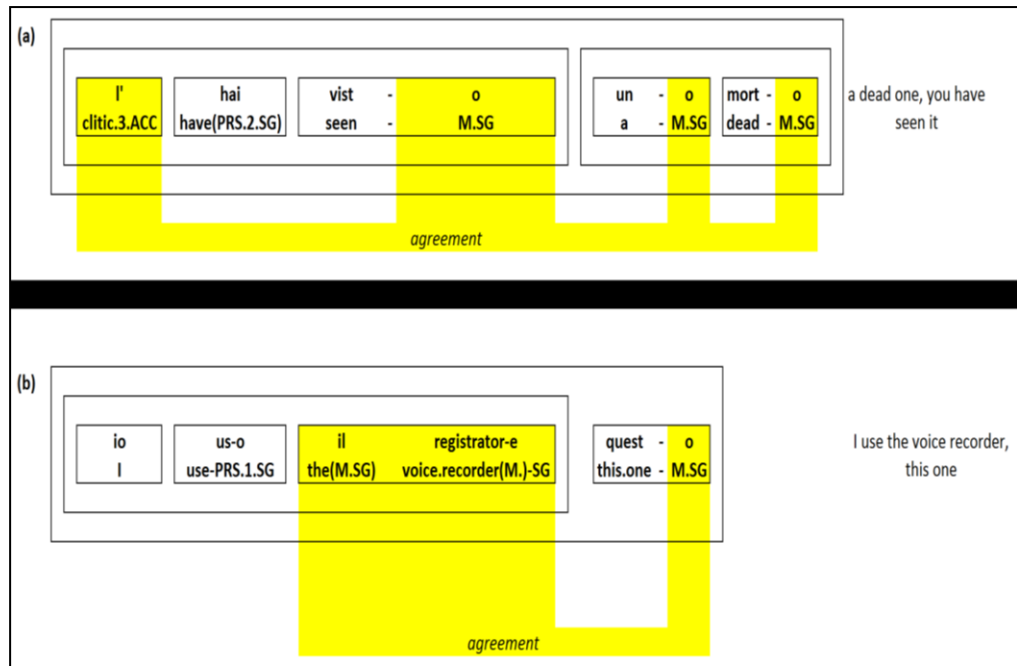 (a)
l' hai vist - o un - o mort - o a dead one, you have
clitic.3.ACC have(PRS.2.SG) seen - M.SG a - M.SG dead - M.SG seen it
agreement
(b)
io us-o il registrator-e quest - o I use the voice recorder,
I use-PRS.1.SG the(M.SG) voice.recorder(M.)-SG this.one - M.SG this one
agreement